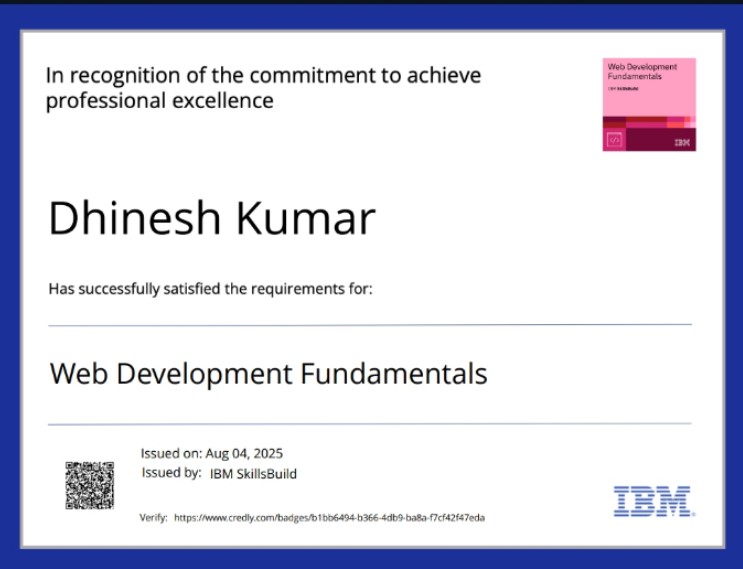 In recognition of the commitment to achieve
professional excellence
Web Development
Fundamentals
IBM SkillsBuild
</>
IBM
Dhinesh Kumar
Has successfully satisfied the requirements for:
Web Development Fundamentals
Issued on: Aug 04, 2025
Issued by: IBM SkillsBuild
Verify: https://www.credly.com/badges/b1bb6494-b366-4db9-ba8a-f7cf42f47eda
IBM